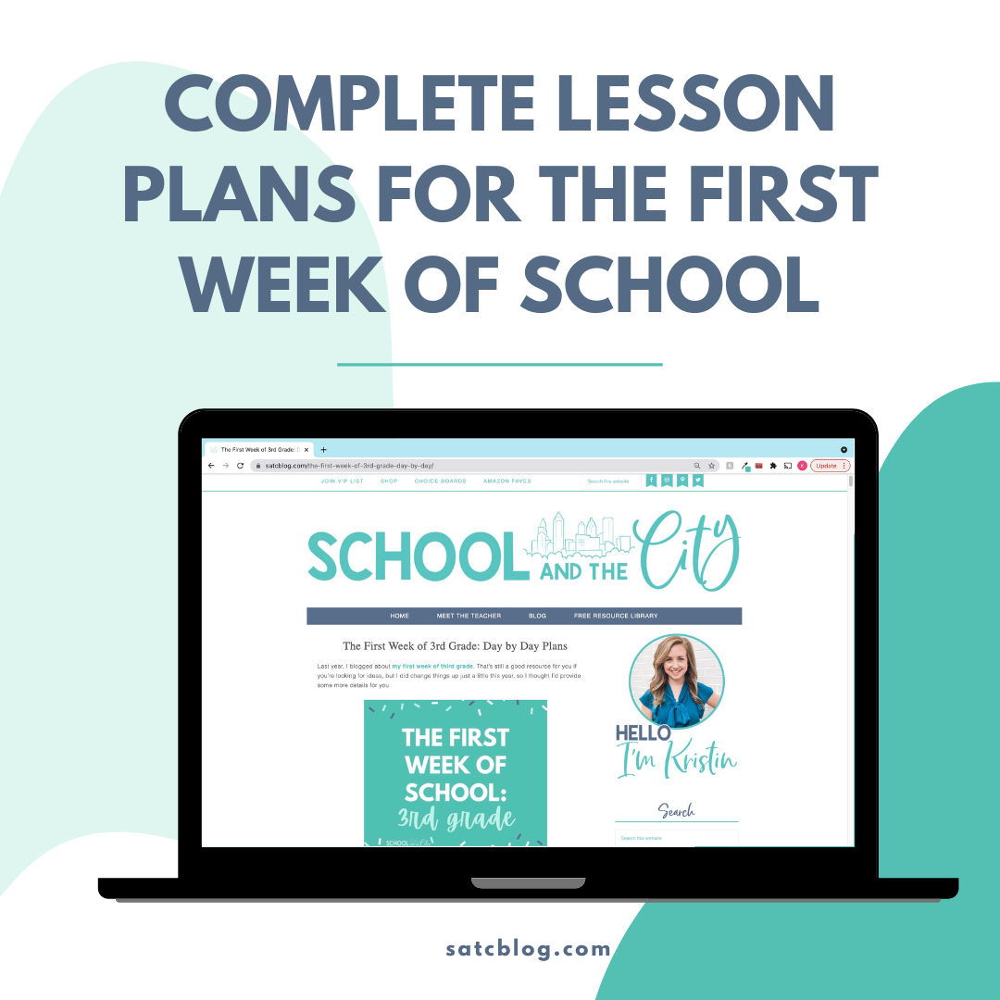 COMPLETE LESSON
PLANS FOR THE FIRST
WEEK OF SCHOOL
The First Week of 3rd Grade: D
satcblog.com/the-first-week-of-3rd-grade-day-by-day/
K
Update
JOIN VIP LIST SHOP CHOICE BOARDS AMAZON FAVES
Search this website
SCHOOL AND THE City
HOME MEET THE TEACHER BLOG FREE RESOURCE LIBRARY
The First Week of 3rd Grade: Day by Day Plans
Last year, I blogged about my first week of third grade. That's still a good resource for you if
you're looking for ideas, but I did change things up just a little this year, so I thought I'd provide
some more details for you.
THE FIRST
WEEK OF
SCHOOL:
3rd grade
SCHOOL
HELLO
I'm Kristin
Search
Search this website
satcblog.com